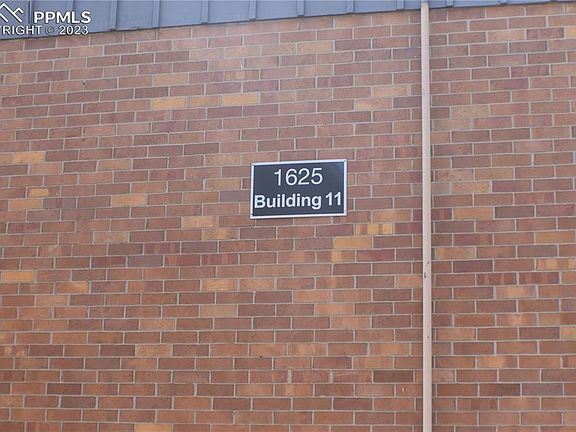 PPMLS
RIGHT © 2023
1625
Building 11